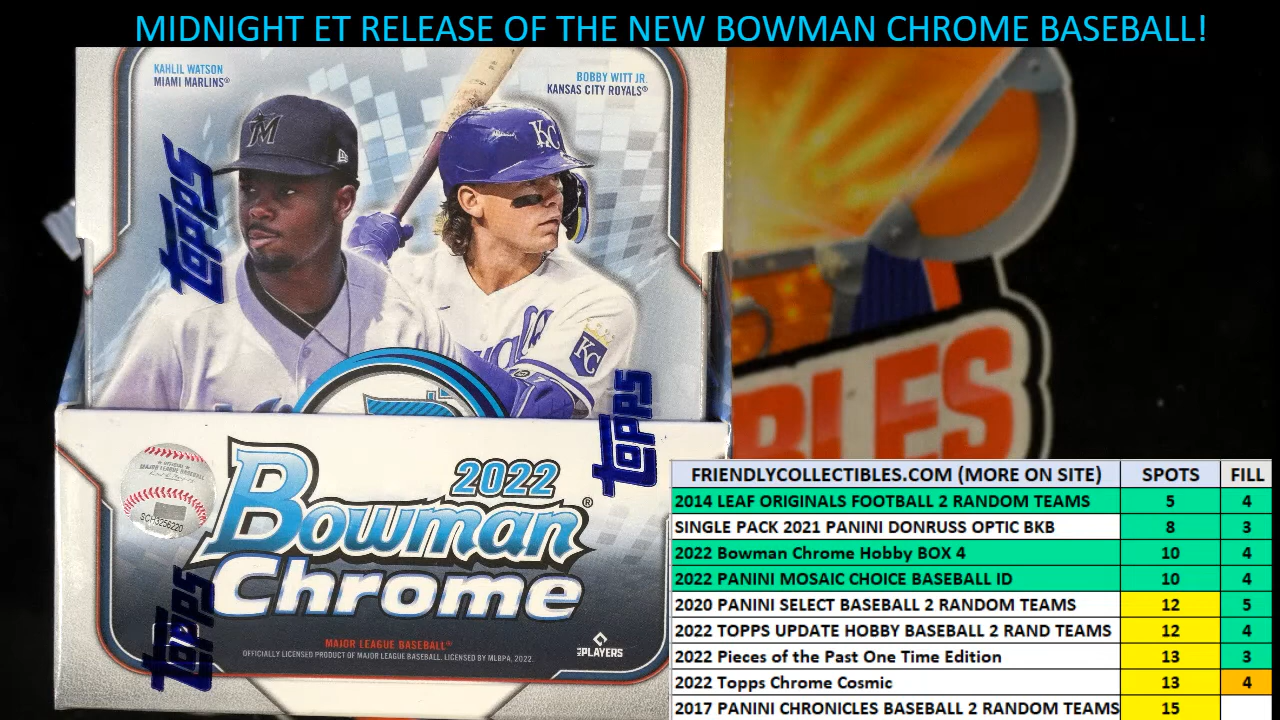 MIDNIGHT ET RELEASE OF THE NEW BOWMAN CHROME BASEBALL!
KAHLIL WATSON
MIAMI MARLINS®
BOBBY WITT JR.
KANSAS CITY ROYALS®
M
KC
KC
Topps
Topps
Topps
BLES
2022
Bowman®
Chrome
SCH3256220
MAJOR LEAGUE BASEBALL™
OFFICIALLY LICENSED PRODUCT OF MAJOR LEAGUE BASEBALL. LICENSED BY MLBPA, 2022.
PLAYERS
FRIENDLYCOLLECTIBLES.COM (MORE ON SITE) SPOTS FILL
2014 LEAF ORIGINALS FOOTBALL 2 RANDOM TEAMS 5 4
SINGLE PACK 2021 PANINI DONRUSS OPTIC BKB 8 3
2022 Bowman Chrome Hobby BOX 4 10 4
2022 PANINI MOSAIC CHOICE BASEBALL ID 10 4
2020 PANINI SELECT BASEBALL 2 RANDOM TEAMS 12 5
2022 TOPPS UPDATE HOBBY BASEBALL 2 RAND TEAMS 12 4
2022 Pieces of the Past One Time Edition 13 3
2022 Topps Chrome Cosmic 13 4
2017 PANINI CHRONICLES BASEBALL 2 RANDOM TEAMS 15